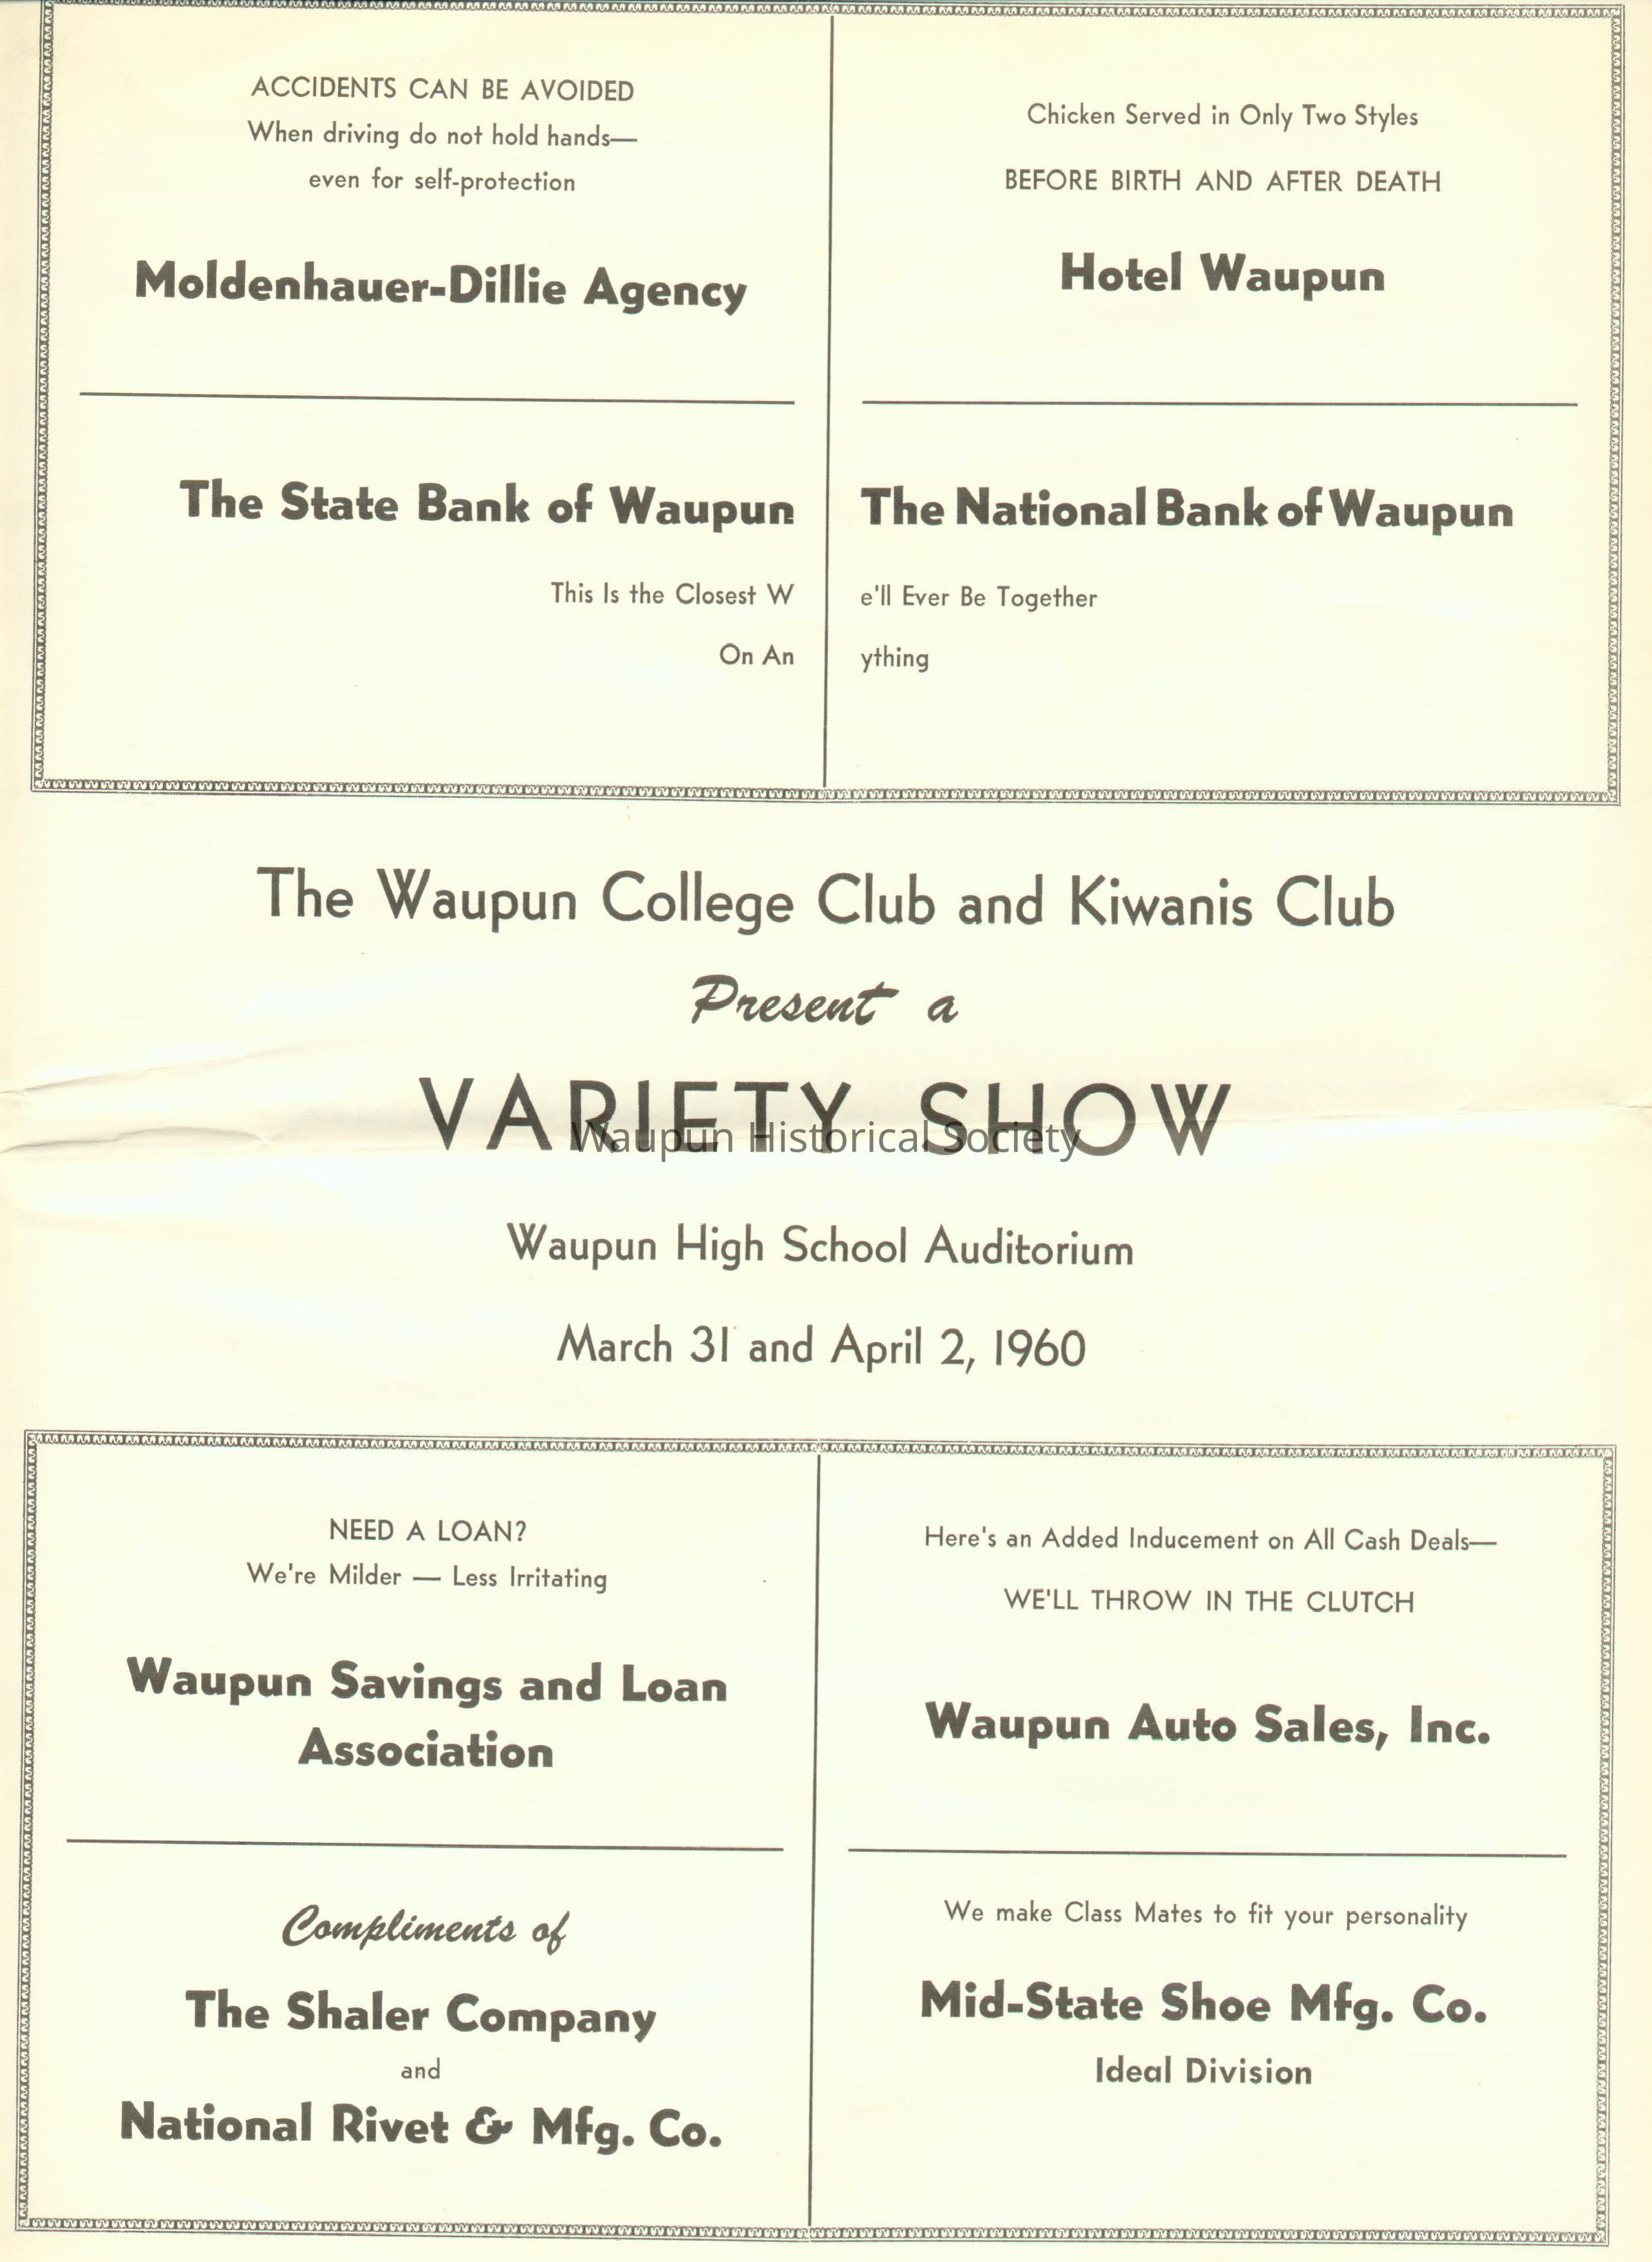 ACCIDENTS CAN BE AVOIDED
When driving do not hold hands—
even for self-protection
Moldenhauer-Dillie Agency
Chicken Served in Only Two Styles
BEFORE BIRTH AND AFTER DEATH
Hotel Waupun
The State Bank of Waupun
This Is the Closest W
On An
The National Bank of Waupun
e'll Ever Be Together
ything
The Waupun College Club and Kiwanis Club
Present a
VARIETY SHOW
Waupun Historical Society
Waupun High School Auditorium
March 31 and April 2, 1960
NEED A LOAN?
We're Milder — Less Irritating
Waupun Savings and Loan
Association
Here's an Added Inducement on All Cash Deals—
WE'LL THROW IN THE CLUTCH
Waupun Auto Sales, Inc.
Compliments of
The Shaler Company
and
National Rivet & Mfg. Co.
We make Class Mates to fit your personality
Mid-State Shoe Mfg. Co.
Ideal Division